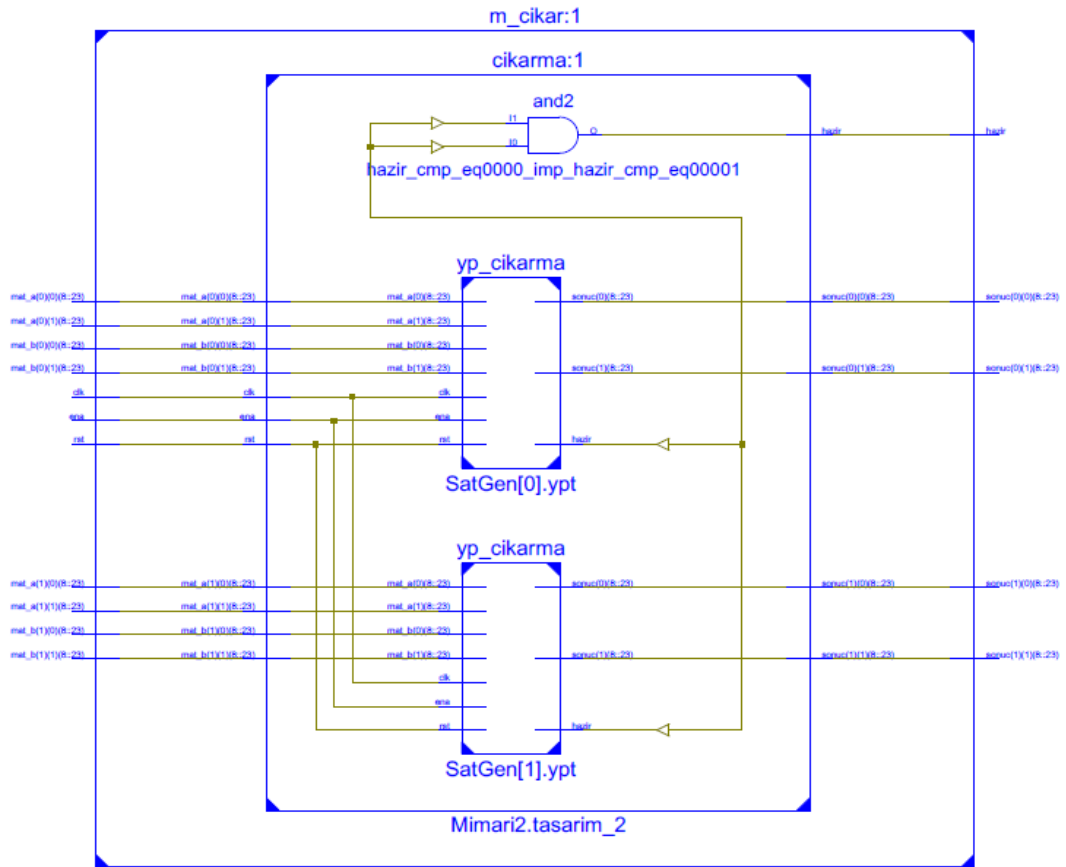 m_cikar:1
cikarma:1
and2
I1
I0
O
hazir
hazir
hazir_cmp_eq0000_imp_hazir_cmp_eq00001
yp_cikarma
mat_a(0)(0)(8:-23) mat_a(0)(0)(8:-23) mat_a(0)(8:-23) sonuc(0)(8:-23) sonuc(0)(0)(8:-23) sonuc(0)(0)(8:-23)
mat_a(0)(1)(8:-23) mat_a(0)(1)(8:-23) mat_a(1)(8:-23)
mat_b(0)(0)(8:-23) mat_b(0)(0)(8:-23) mat_b(0)(8:-23)
mat_b(0)(1)(8:-23) mat_b(0)(1)(8:-23) mat_b(1)(8:-23) sonuc(1)(8:-23) sonuc(0)(1)(8:-23) sonuc(0)(1)(8:-23)
clk clk clk
ena ena ena
rst rst rst hazir
SatGen[0].ypt
yp_cikarma
mat_a(1)(0)(8:-23) mat_a(1)(0)(8:-23) mat_a(0)(8:-23) sonuc(0)(8:-23) sonuc(1)(0)(8:-23) sonuc(1)(0)(8:-23)
mat_a(1)(1)(8:-23) mat_a(1)(1)(8:-23) mat_a(1)(8:-23)
mat_b(1)(0)(8:-23) mat_b(1)(0)(8:-23) mat_b(0)(8:-23)
mat_b(1)(1)(8:-23) mat_b(1)(1)(8:-23) mat_b(1)(8:-23) sonuc(1)(8:-23) sonuc(1)(1)(8:-23) sonuc(1)(1)(8:-23)
clk
ena
rst hazir
SatGen[1].ypt
Mimari2.tasarim_2